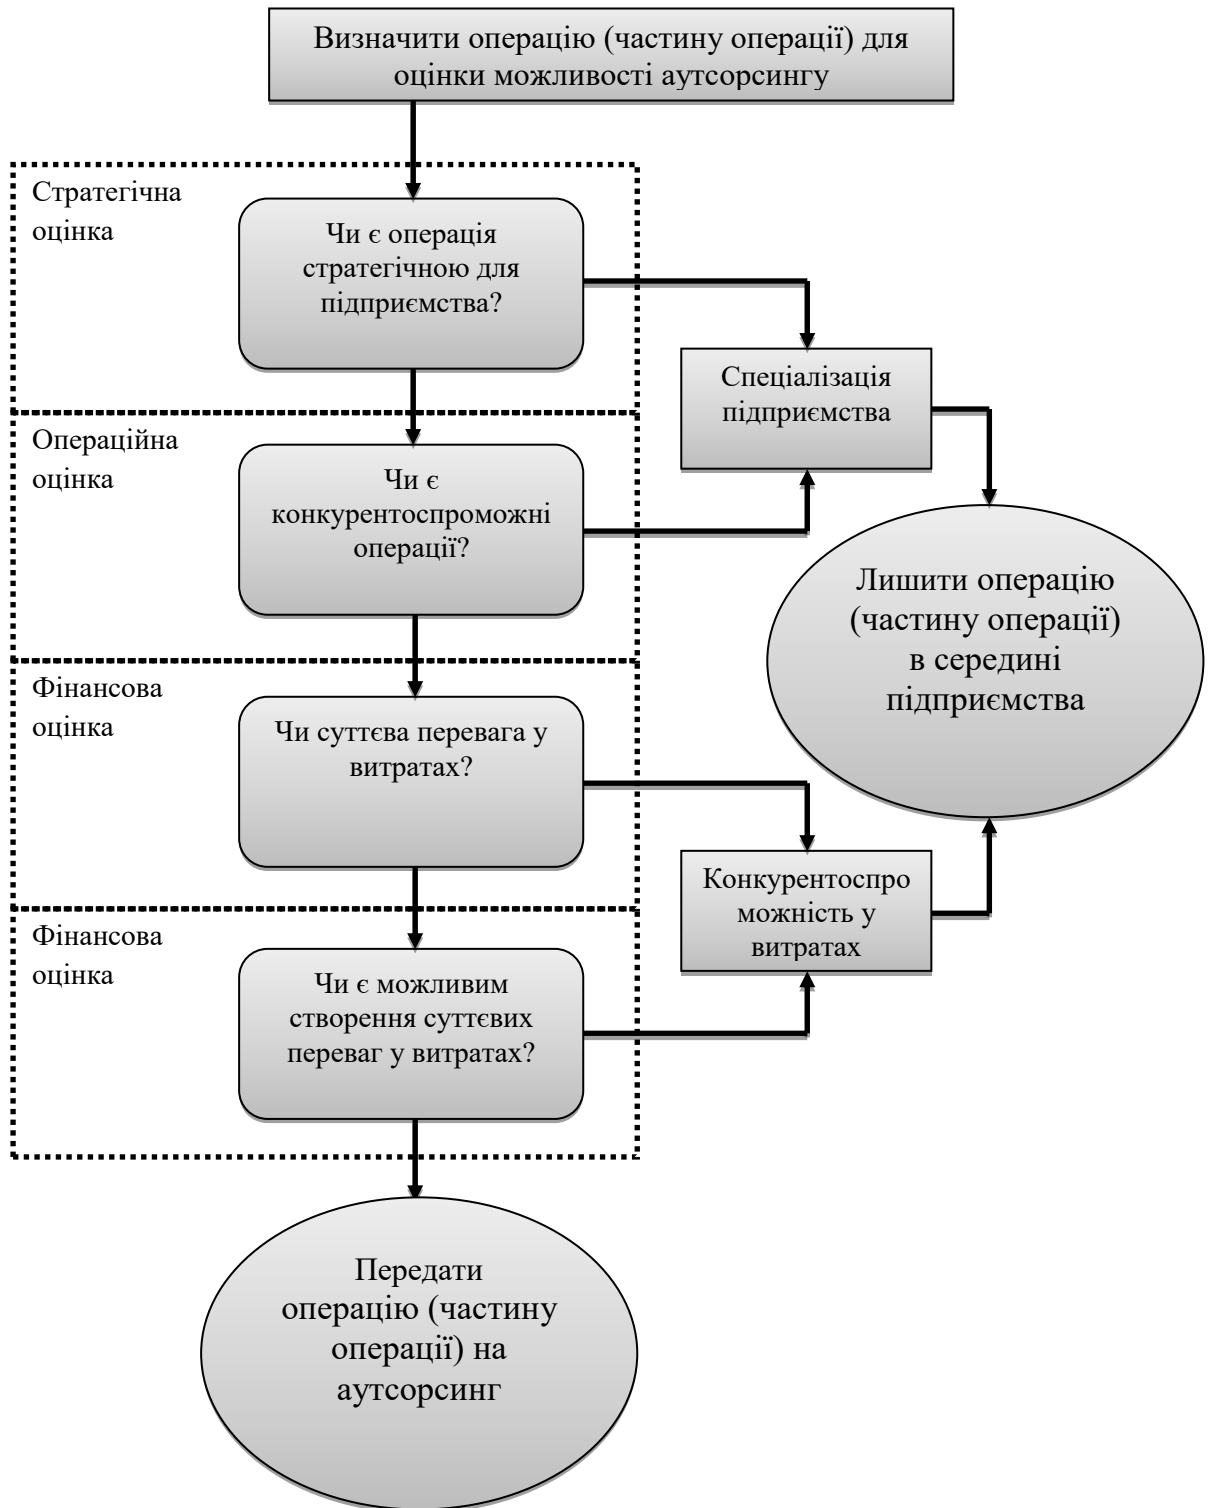 Визначити операцію (частину операції) для
оцінки можливості аутсорсингу
Стратегічна
оцінка
Чи є операція
стратегічною для
підприємства?
Спеціалізація
підприємства
Операційна
оцінка
Чи є
конкурентоспроможні
операції?
Лишити операцію
(частину операції)
в середині
підприємства
Фінансова
оцінка
Чи суттєва перевага у
витратах?
Конкурентоспро
можність у
витратах
Фінансова
оцінка
Чи є можливим
створення суттєвих
переваг у витратах?
Передати
операцію (частину
операції) на
аутсорсинг